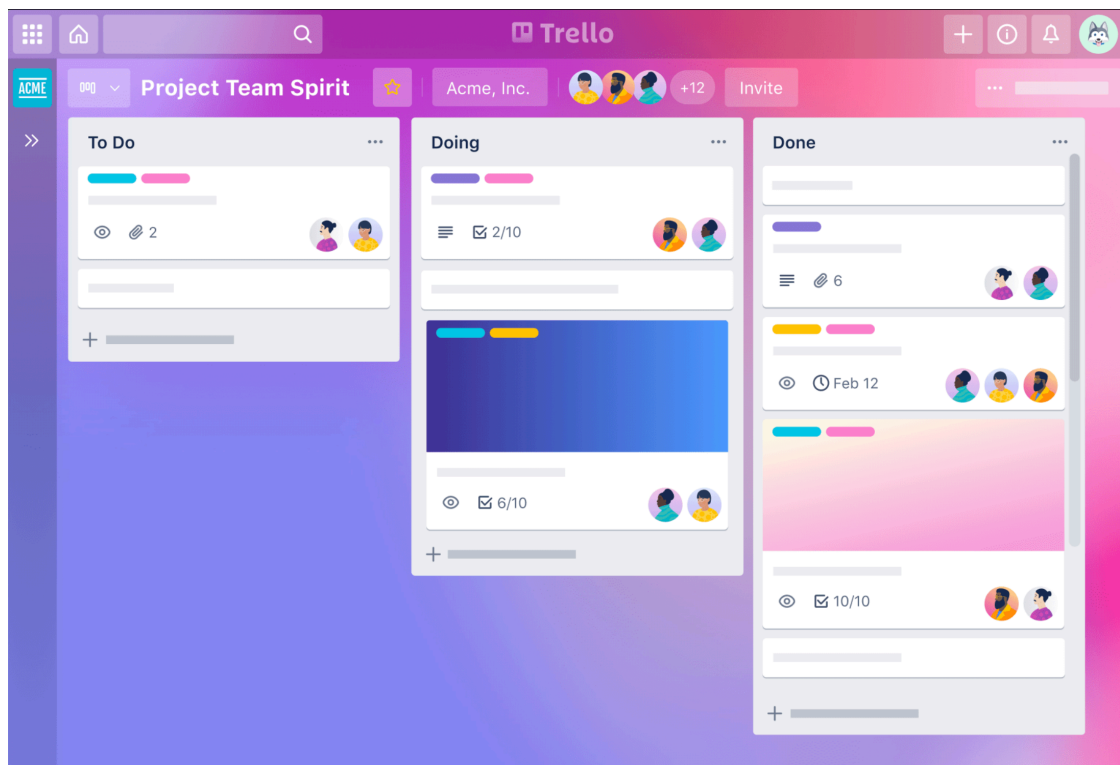 Trello
ACME
Project Team Spirit
Acme, Inc.
+12
Invite
To Do
2
Doing
2/10
6/10
Done
6
Feb 12
10/10